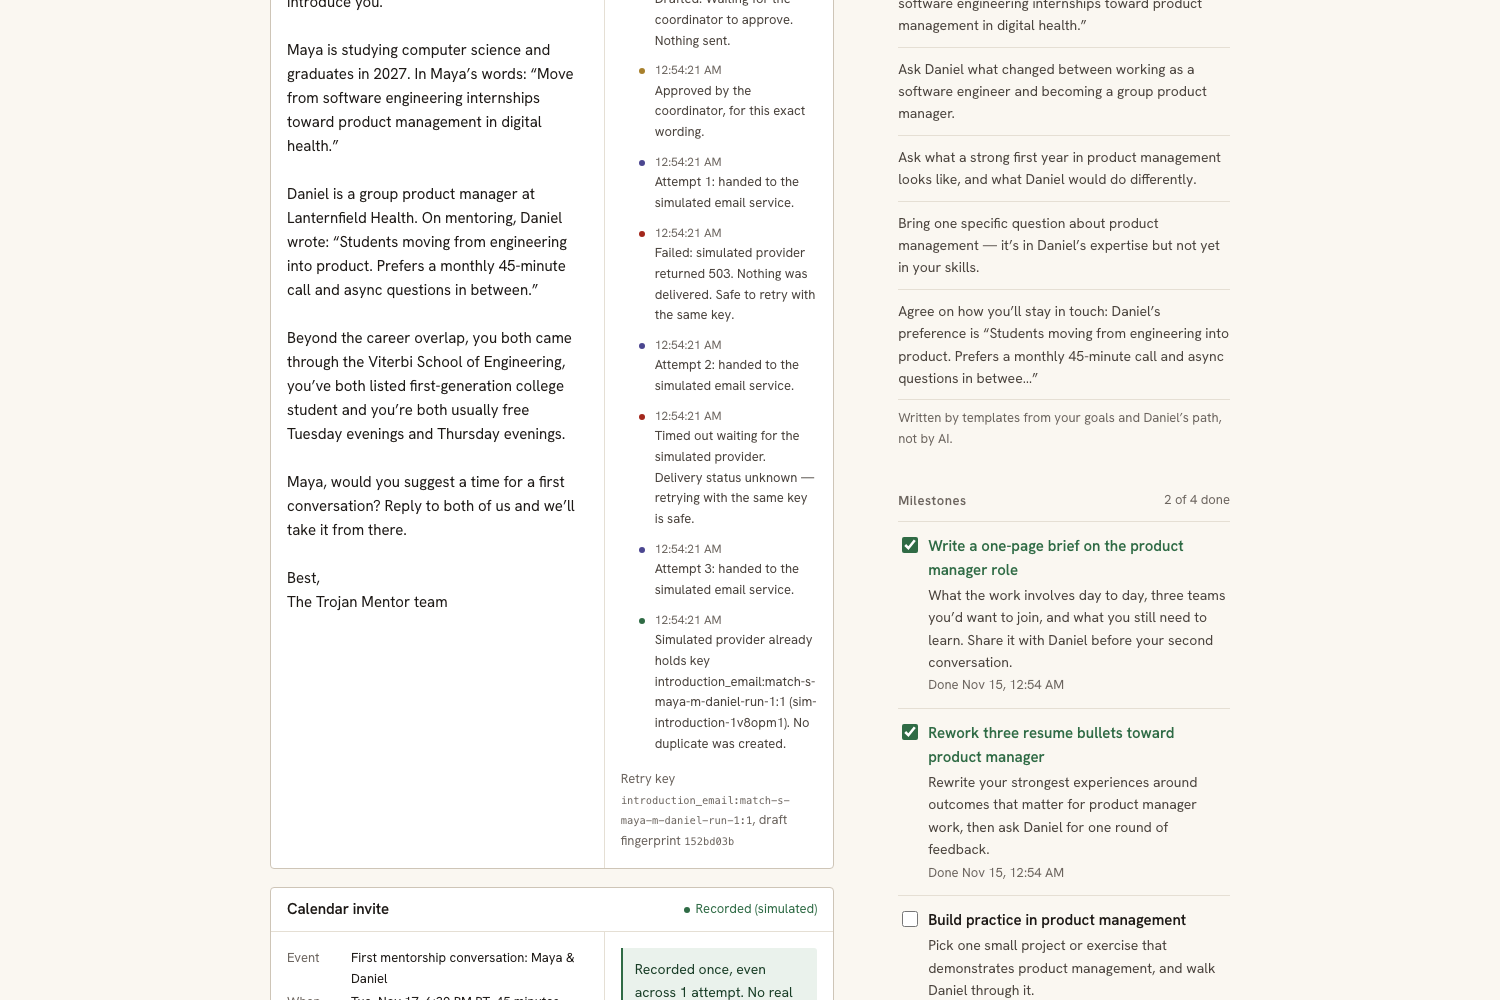 introduce you.
Maya is studying computer science and
graduates in 2027. In Maya’s words: “Move
from software engineering internships
toward product management in digital
health.”
Daniel is a group product manager at
Lanternfield Health. On mentoring, Daniel
wrote: “Students moving from engineering
into product. Prefers a monthly 45-minute
call and async questions in between.”
Beyond the career overlap, you both came
through the Viterbi School of Engineering,
you’ve both listed first-generation college
student and you’re both usually free
Tuesday evenings and Thursday evenings.
Maya, would you suggest a time for a first
conversation? Reply to both of us and we’ll
take it from there.
Best,
The Trojan Mentor team
Drafted. Waiting for the
coordinator to approve.
Nothing sent.
12:54:21 AM
Approved by the
coordinator, for this exact
wording.
12:54:21 AM
Attempt 1: handed to the
simulated email service.
12:54:21 AM
Failed: simulated provider
returned 503. Nothing was
delivered. Safe to retry with
the same key.
12:54:21 AM
Attempt 2: handed to the
simulated email service.
12:54:21 AM
Timed out waiting for the
simulated provider.
Delivery status unknown —
retrying with the same key
is safe.
12:54:21 AM
Attempt 3: handed to the
simulated email service.
12:54:21 AM
Simulated provider already
holds key
introduction_email:match-s-
maya-m-daniel-run-1:1 (sim-
introduction-1v8opm1). No
duplicate was created.
Retry key
introduction_email:match-s-
maya-m-daniel-run-1:1, draft
fingerprint 152bd03b
Calendar invite
Recorded (simulated)
Event
First mentorship conversation: Maya &
Daniel
When
Tue, Nov 17, 6:30 PM PT, 45 minutes
Recorded once, even
across 1 attempt. No real
software engineering internships toward product
management in digital health.”
Ask Daniel what changed between working as a
software engineer and becoming a group product
manager.
Ask what a strong first year in product management
looks like, and what Daniel would do differently.
Bring one specific question about product
management — it’s in Daniel’s expertise but not yet
in your skills.
Agree on how you’ll stay in touch: Daniel’s
preference is “Students moving from engineering into
product. Prefers a monthly 45-minute call and async
questions in betwee…”
Written by templates from your goals and Daniel’s path,
not by AI.
Milestones
2 of 4 done
Write a one-page brief on the product
manager role
What the work involves day to day, three teams
you’d want to join, and what you still need to
learn. Share it with Daniel before your second
conversation.
Done Nov 15, 12:54 AM
Rework three resume bullets toward
product manager
Rewrite your strongest experiences around
outcomes that matter for product manager
work, then ask Daniel for one round of
feedback.
Done Nov 15, 12:54 AM
Build practice in product management
Pick one small project or exercise that
demonstrates product management, and walk
Daniel through it.